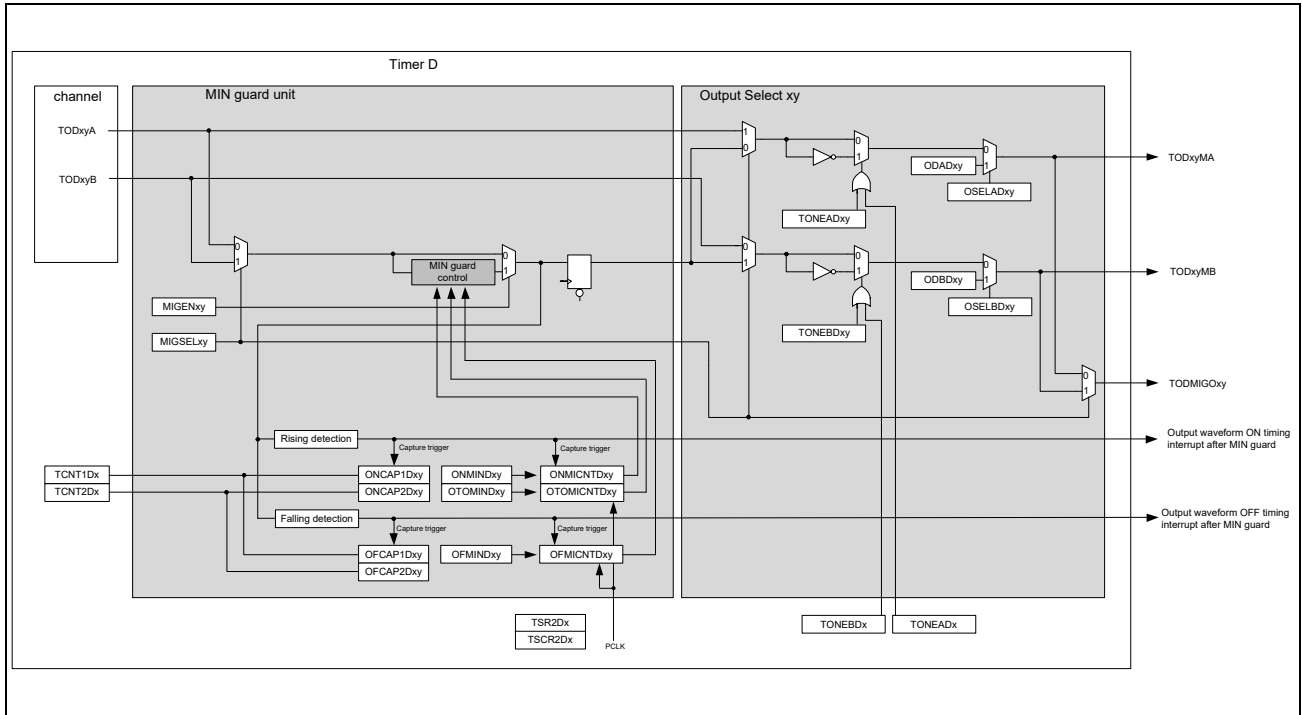 Timer D
channel
MIN guard unit
Output Select xy
TODxyA
TODxyB
1
0
0
1
ODADxy
0
1
TODxyMA
OSELADxy
TONEADxy
0
1
MIN guard
control
0
1
0
1
0
1
ODBDxy
0
1
TODxyMB
OSELBDxy
MIGENxy
TONEBDxy
MIGSELxy
0
1
TODMIGOxy
Rising detection
Capture trigger
Capture trigger
Output waveform ON timing
interrupt after MIN guard
TCNT1Dx
ONCAP1Dxy
ONMINDxy
ONMICNTDxy
TCNT2Dx
ONCAP2Dxy
OTOMINDxy
OTOMICNTDxy
Falling detection
Capture trigger
Capture trigger
Output waveform OFF timing
interrupt after MIN guard
OFCAP1Dxy
OFMINDxy
OFMICNTDxy
OFCAP2Dxy
TSR2Dx
TSCR2Dx
PCLK
TONEBDx
TONEADx